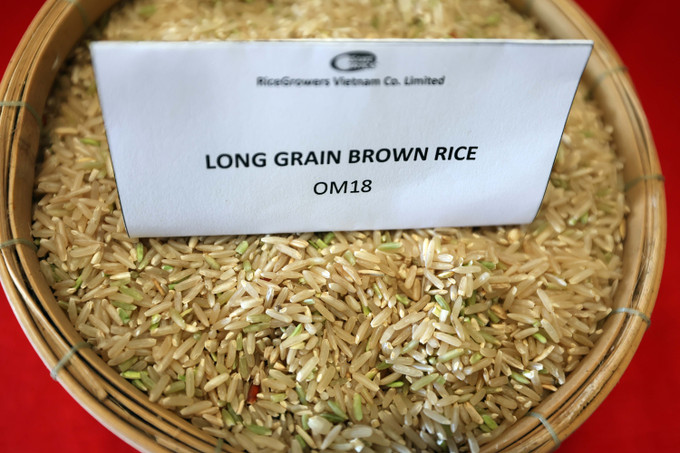 RiceGrowers Vietnam Co. Limited
LONG GRAIN BROWN RICE
OM18